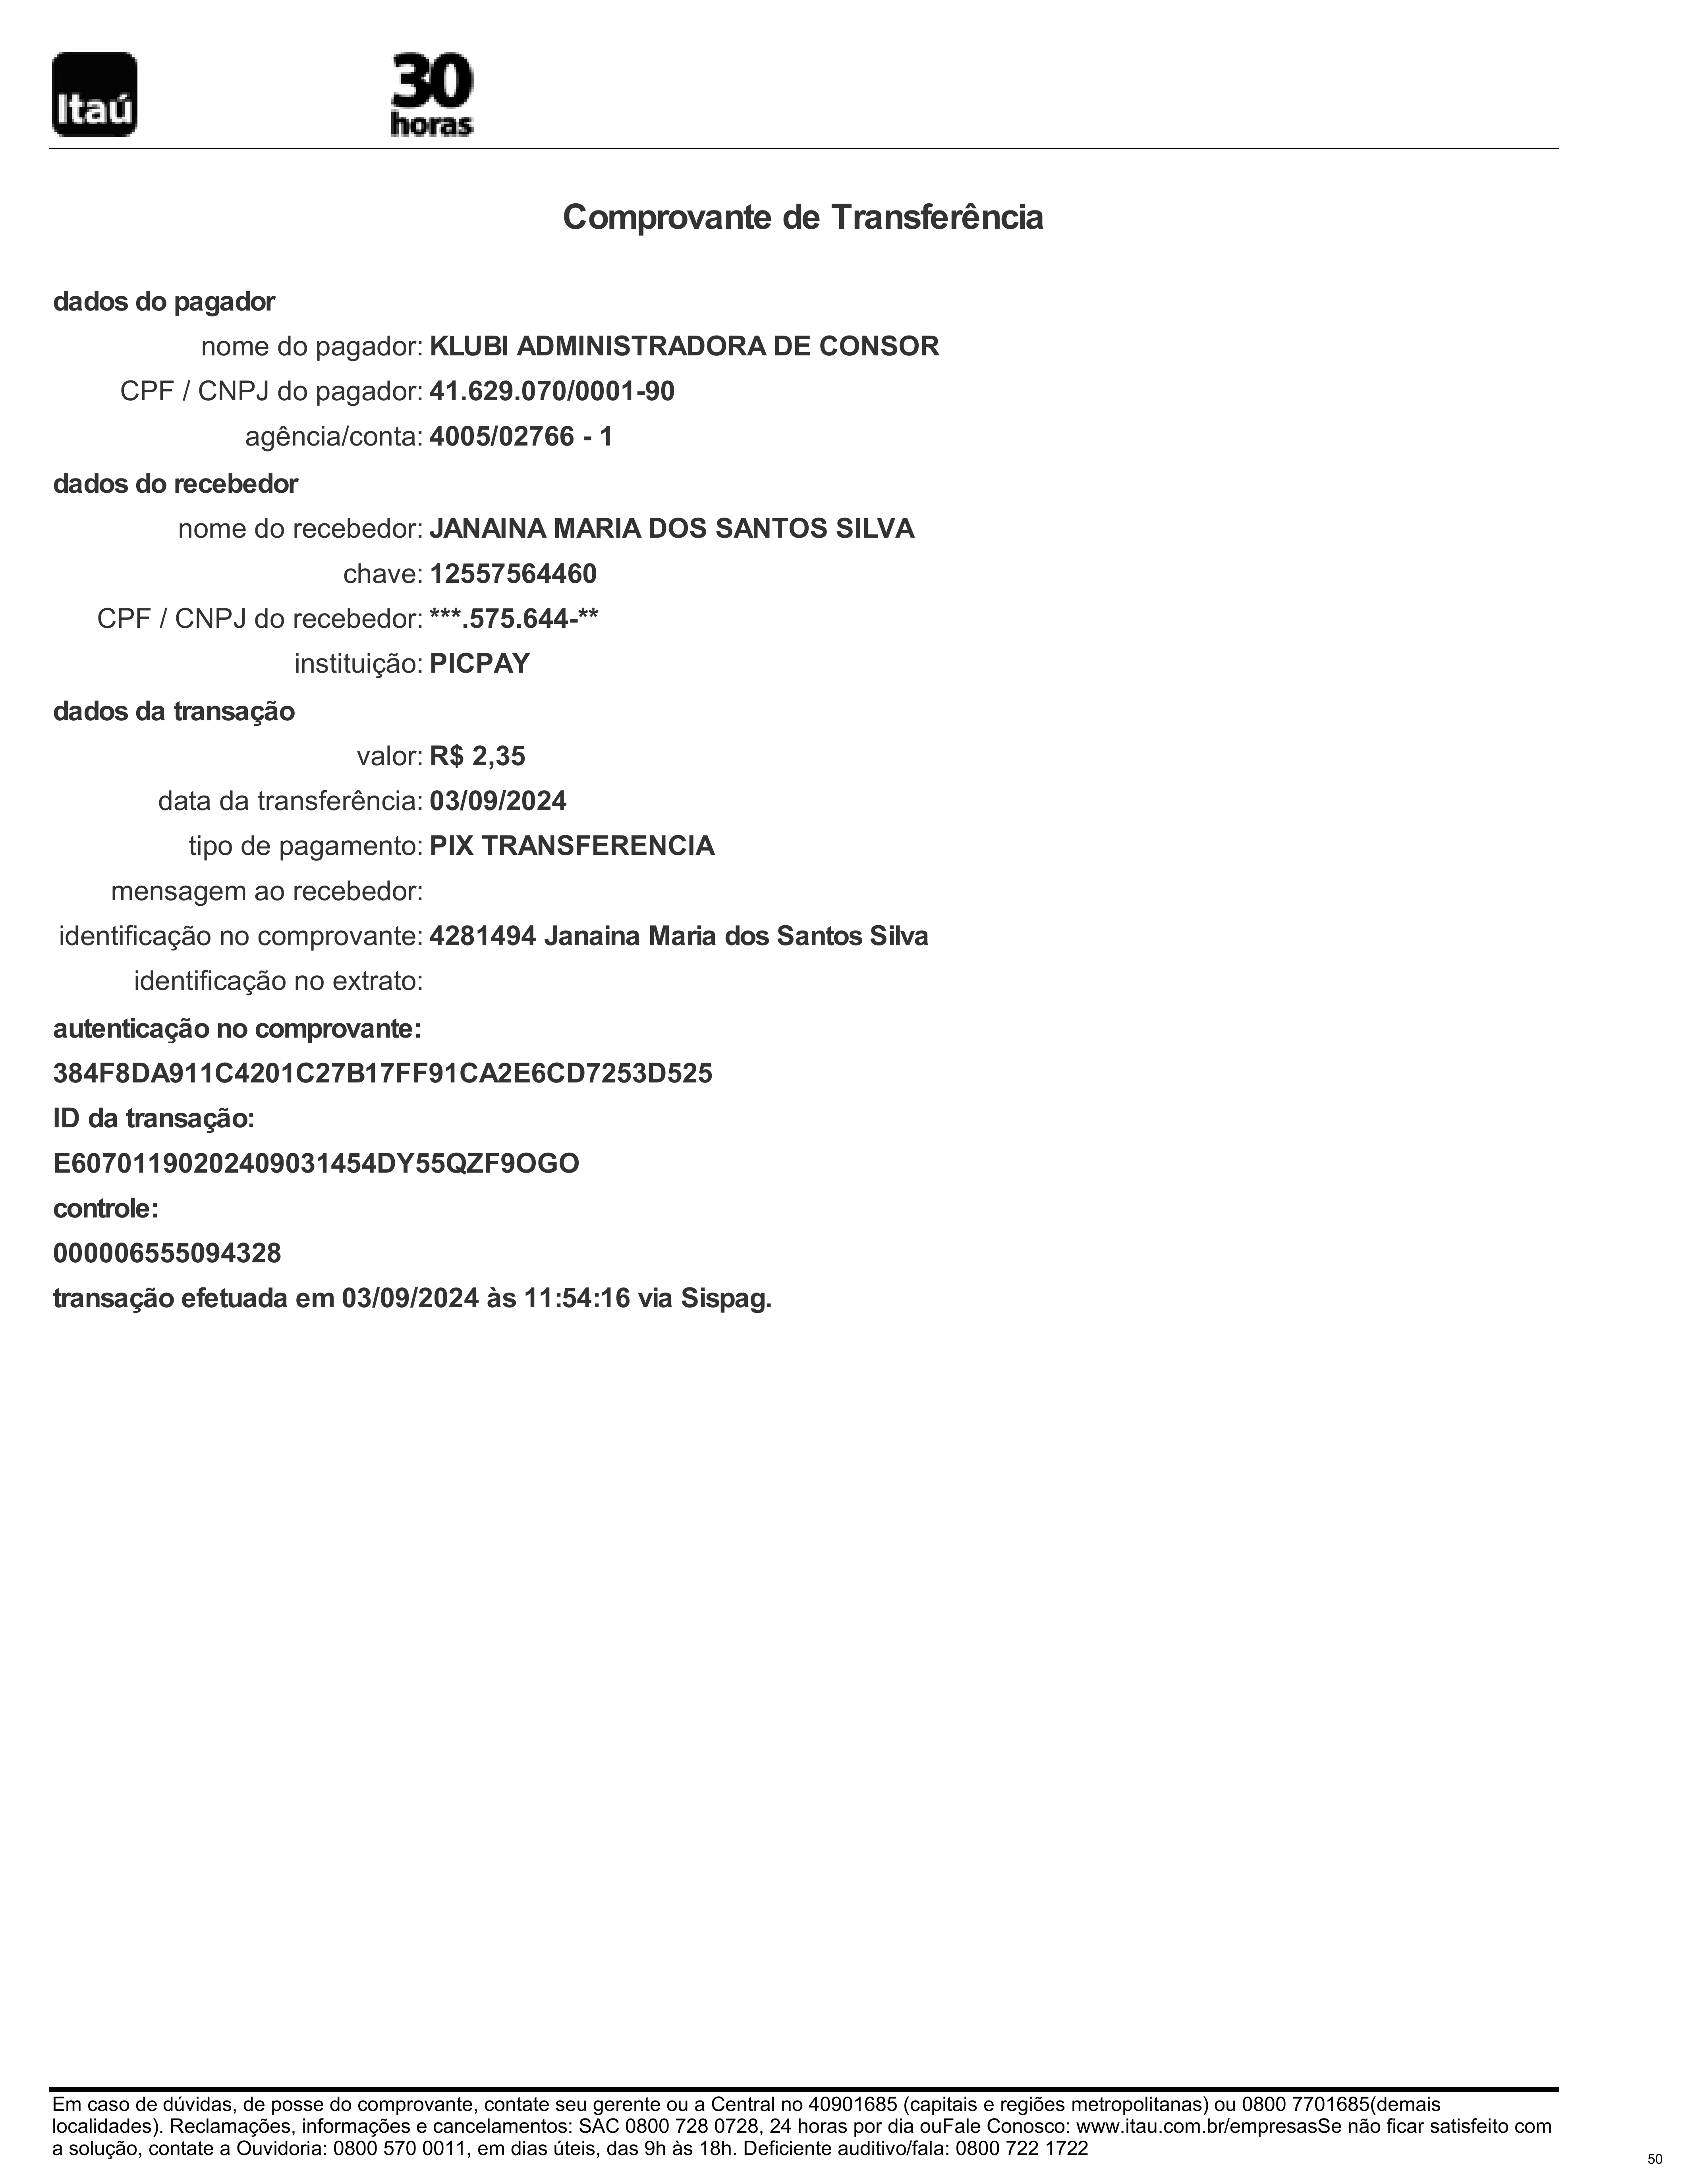 Itaú
30
horas
Comprovante de Transferência
dados do pagador
nome do pagador: KLUBI ADMINISTRADORA DE CONSOR
CPF / CNPJ do pagador: 41.629.070/0001-90
agência/conta: 4005/02766 - 1
dados do recebedor
nome do recebedor: JANAINA MARIA DOS SANTOS SILVA
chave: 12557564460
CPF / CNPJ do recebedor: ***.575.644-**
instituição: PICPAY
dados da transação
valor: R$ 2,35
data da transferência: 03/09/2024
tipo de pagamento: PIX TRANSFERENCIA
mensagem ao recebedor:
identificação no comprovante: 4281494 Janaina Maria dos Santos Silva
identificação no extrato:
autenticação no comprovante:
384F8DA911C4201C27B17FF91CA2E6CD7253D525
ID da transação:
E60701190202409031454DY55QZF9OGO
controle:
000006555094328
transação efetuada em 03/09/2024 às 11:54:16 via Sispag.
Em caso de dúvidas, de posse do comprovante, contate seu gerente ou a Central no 40901685 (capitais e regiões metropolitanas) ou 0800 7701685(demais
localidades). Reclamações, informações e cancelamentos: SAC 0800 728 0728, 24 horas por dia ouFale Conosco: www.itau.com.br/empresasSe não ficar satisfeito com
a solução, contate a Ouvidoria: 0800 570 0011, em dias úteis, das 9h às 18h. Deficiente auditivo/fala: 0800 722 1722
50